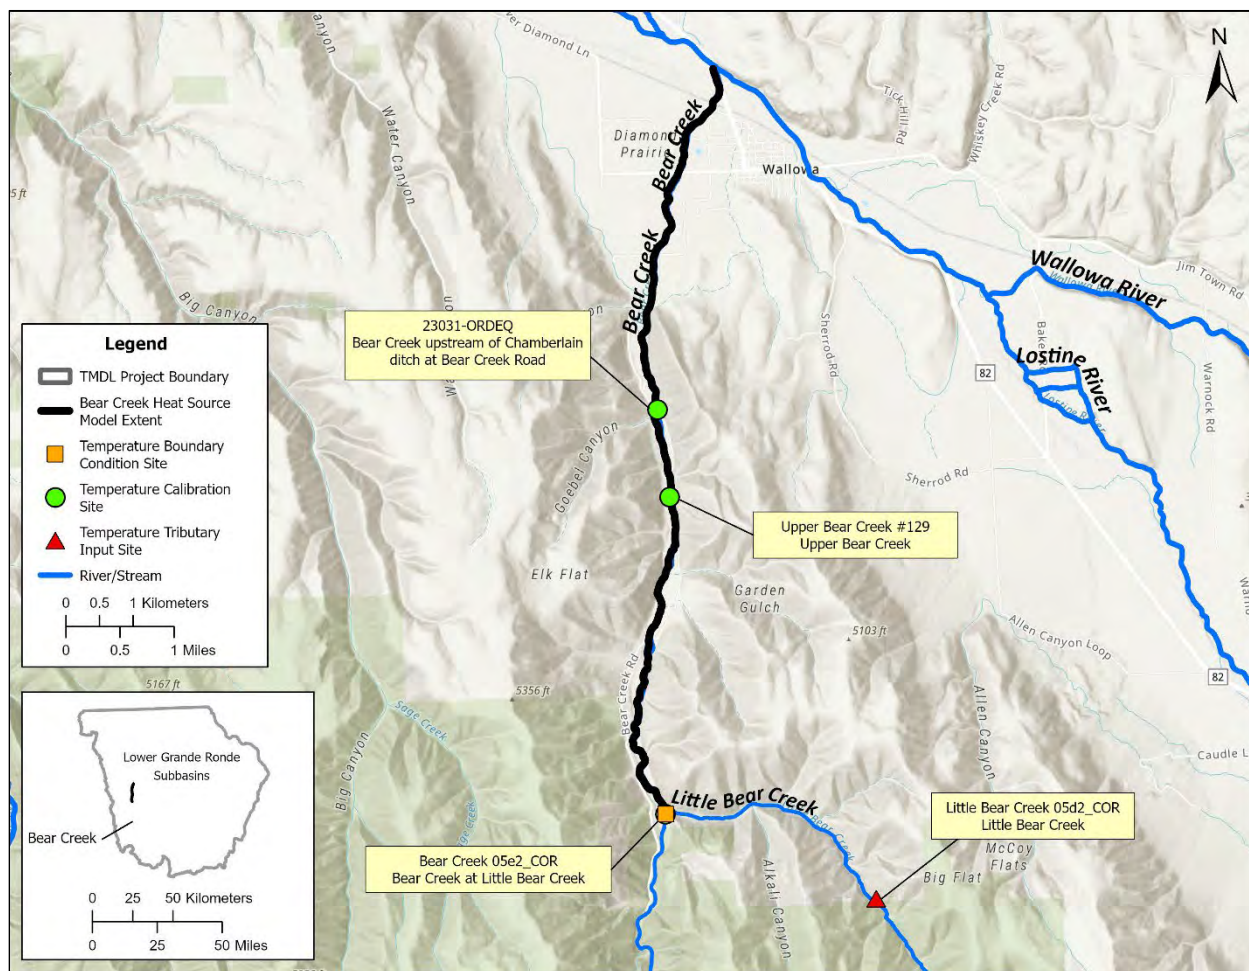 Canyon
er Diamond Ln
N
Tick Hill Rd
Whiskey Creek Rd
Water Canyon
Diamond
Prairie
Bear Creek
Wallowa
Bear Creek
Wallowa River
Jim Town Rd
Big Canyon
23031-ORDEQ
Bear Creek upstream of Chamberlain
ditch at Bear Creek Road
Sherrod Rd
Lostine River
Lostine River
82
Warnock Rd
Goebel Canyon
Sherrod Rd
Legend
TMDL Project Boundary
Bear Creek Heat Source
Model Extent
Temperature Boundary
Condition Site
Temperature Calibration
Site
Temperature Tributary
Input Site
River/Stream
0 0.5 1 Kilometers
0 0.5 1 Miles
Upper Bear Creek #129
Upper Bear Creek
Elk Flat
Garden
Gulch
5103 ft
Allen Canyon Loop
82
5167 ft
5356 ft
Bear Creek Rd
Sage Creek
Allen Canyon
Big Canyon
Caudle L
Lower Grande Ronde
Subbasins
Bear Creek
0 25 50 Kilometers
0 25 50 Miles
Little Bear Creek
Bear Creek
Sage Creek
Little Bear Creek 05d2_COR
Little Bear Creek
McCoy
Flats
Big Flat
Alkali Canyon
Bear Creek 05e2_COR
Bear Creek at Little Bear Creek